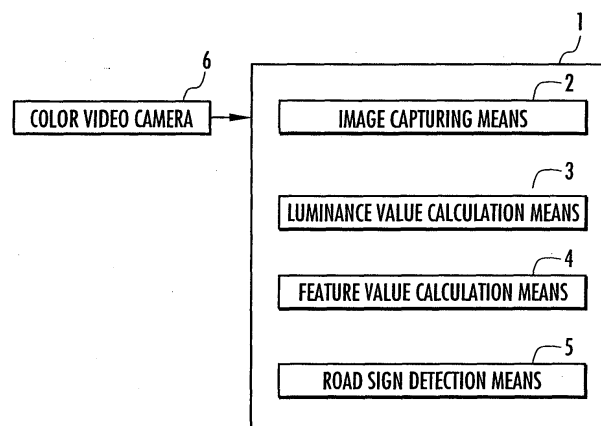 1
6
COLOR VIDEO CAMERA
2
IMAGE CAPTURING MEANS
3
LUMINANCE VALUE CALCULATION MEANS
4
FEATURE VALUE CALCULATION MEANS
5
ROAD SIGN DETECTION MEANS